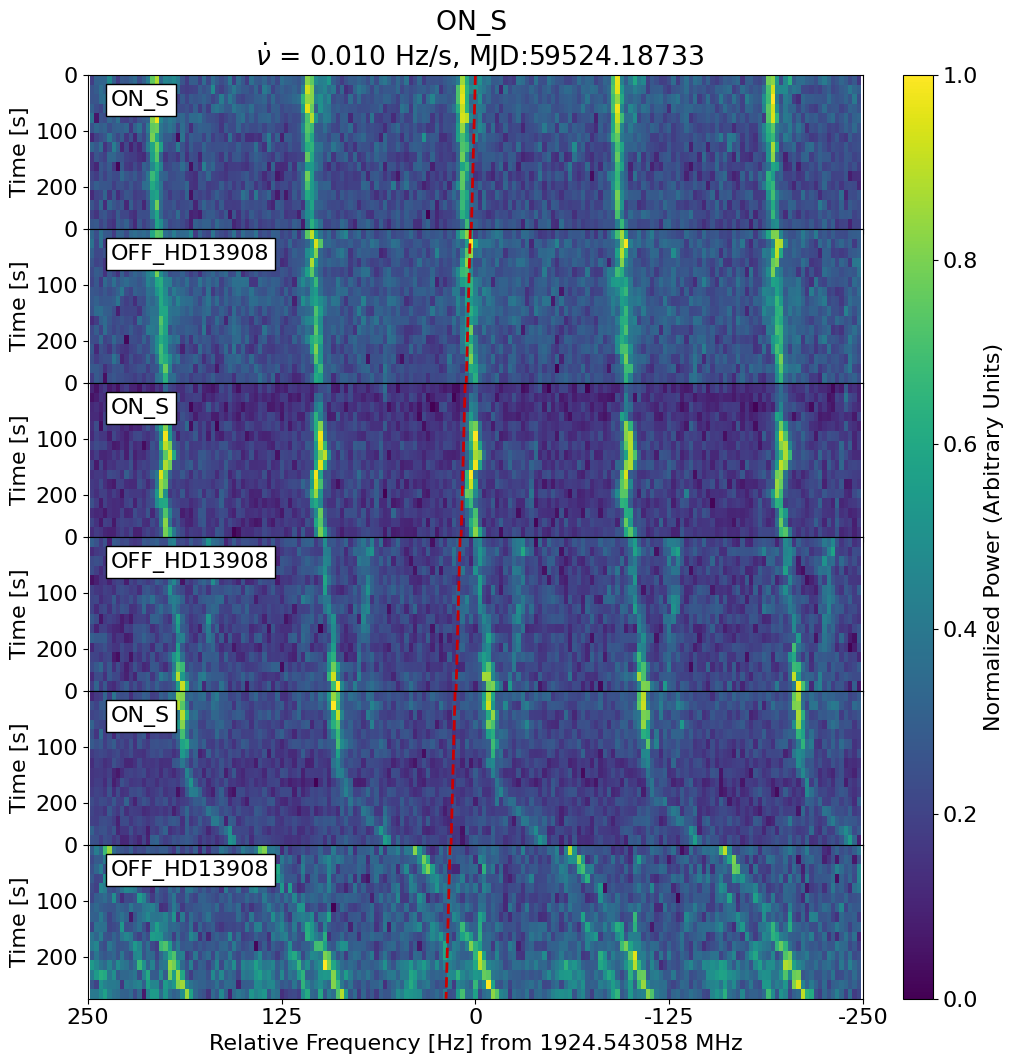 ON_S
ν̇ = 0.010 Hz/s, MJD:59524.18733
0
ON_S
100
Time [s]
200
0
OFF_HD13908
100
Time [s]
200
0
ON_S
100
Time [s]
200
0
OFF_HD13908
100
Time [s]
200
0
ON_S
100
Time [s]
200
0
OFF_HD13908
100
Time [s]
200
250
125
0
-125
-250
Relative Frequency [Hz] from 1924.543058 MHz
1.0
0.8
0.6
0.4
0.2
0.0
Normalized Power (Arbitrary Units)